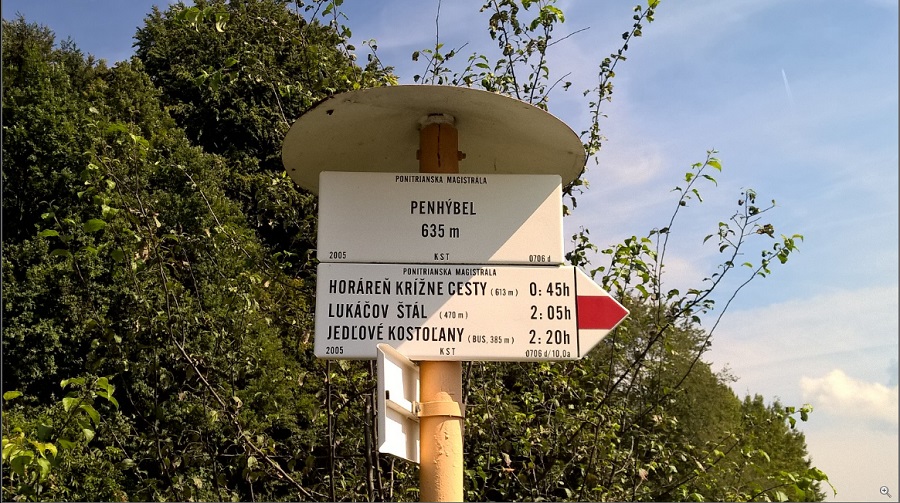 PONITRIANSKA MAGISTRÁLA
PENHÝBEL
635 m
2005 KST 0706 d
PONITRIANSKA MAGISTRÁLA
HORÁREŇ KRÍŽNE CESTY (613 m) 0:45h
LUKÁČOV ŠTÁL (470 m) 2:05h
JEDĽOVÉ KOSTOĽANY (BUS, 385 m) 2:20h
2005 KST 0706 d/10,0a